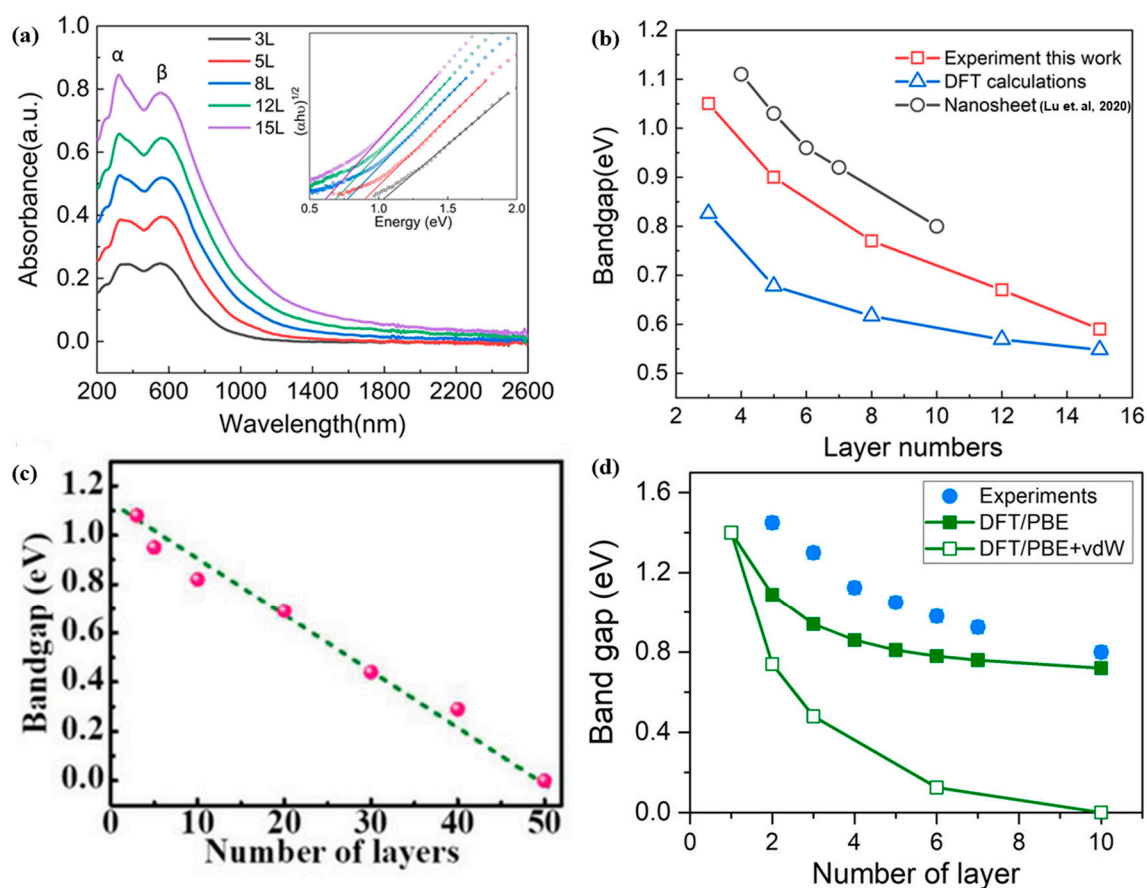 (a)
Absorbance(a.u.)
1.0
0.8
0.6
0.4
0.2
0.0
α
β
3L
5L
8L
12L
15L
(αhυ)^1/2
0.5 1.0 1.5 2.0
Energy (eV)
200 600 1000 1400 1800 2200 2600
Wavelength(nm)
(b)
Bandgap(eV)
1.2
1.1
1.0
0.9
0.8
0.7
0.6
0.5
Experiment this work
DFT calculations
Nanosheet (Lu et. al, 2020)
2 4 6 8 10 12 14 16
Layer numbers
(c)
Bandgap (eV)
1.2
1.0
0.8
0.6
0.4
0.2
0.0
0 10 20 30 40 50
Number of layers
(d)
Band gap (eV)
1.6
1.2
0.8
0.4
0.0
Experiments
DFT/PBE
DFT/PBE+vdW
2 4 6 8 10
Number of layer